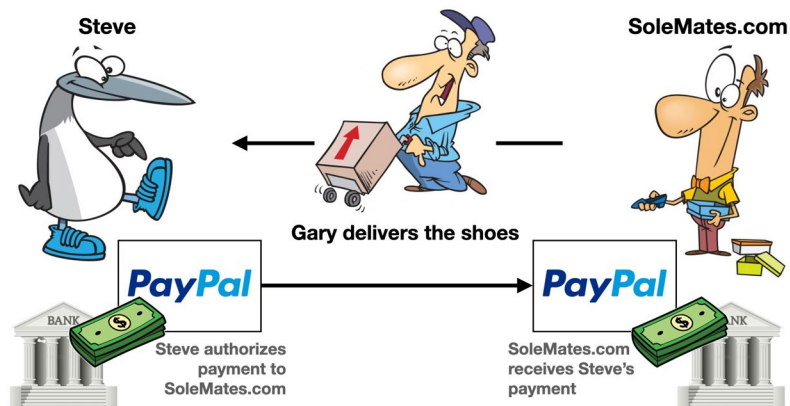 Steve
SoleMates.com
Gary delivers the shoes
PayPal
PayPal
BANK
NK
Steve authorizes
payment to
SoleMates.com
SoleMates.com
receives Steve's
payment